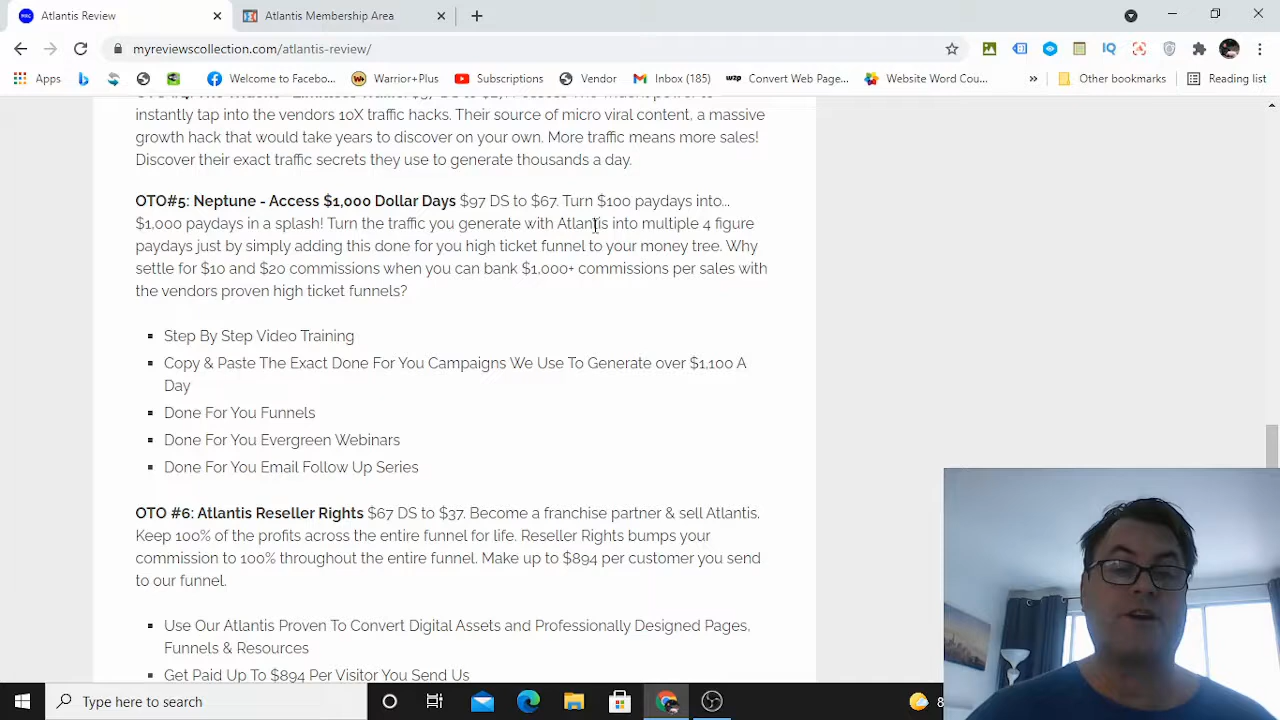 Atlantis Review
Atlantis Membership Area
myreviewscollection.com/atlantis-review/
Apps
Welcome to Facebo...
Warrior+Plus
Subscriptions
Vendor
Inbox (185)
Convert Web Page...
Website Word Cou...
»
Other bookmarks
Reading list
instantly tap into the vendors 10X traffic hacks. Their source of micro viral content, a massive
growth hack that would take years to discover on your own. More traffic means more sales!
Discover their exact traffic secrets they use to generate thousands a day.
OTO#5: Neptune - Access $1,000 Dollar Days $97 DS to $67. Turn $100 paydays into...
$1,000 paydays in a splash! Turn the traffic you generate with Atlantis into multiple 4 figure
paydays just by simply adding this done for you high ticket funnel to your money tree. Why
settle for $10 and $20 commissions when you can bank $1,000+ commissions per sales with
the vendors proven high ticket funnels?
Step By Step Video Training
Copy & Paste The Exact Done For You Campaigns We Use To Generate over $1,100 A
Day
Done For You Funnels
Done For You Evergreen Webinars
Done For You Email Follow Up Series
OTO #6: Atlantis Reseller Rights $67 DS to $37. Become a franchise partner & sell Atlantis.
Keep 100% of the profits across the entire funnel for life. Reseller Rights bumps your
commission to 100% throughout the entire funnel. Make up to $894 per customer you send
to our funnel.
Use Our Atlantis Proven To Convert Digital Assets and Professionally Designed Pages,
Funnels & Resources
Get Paid Up To $894 Per Visitor You Send Us
Type here to search